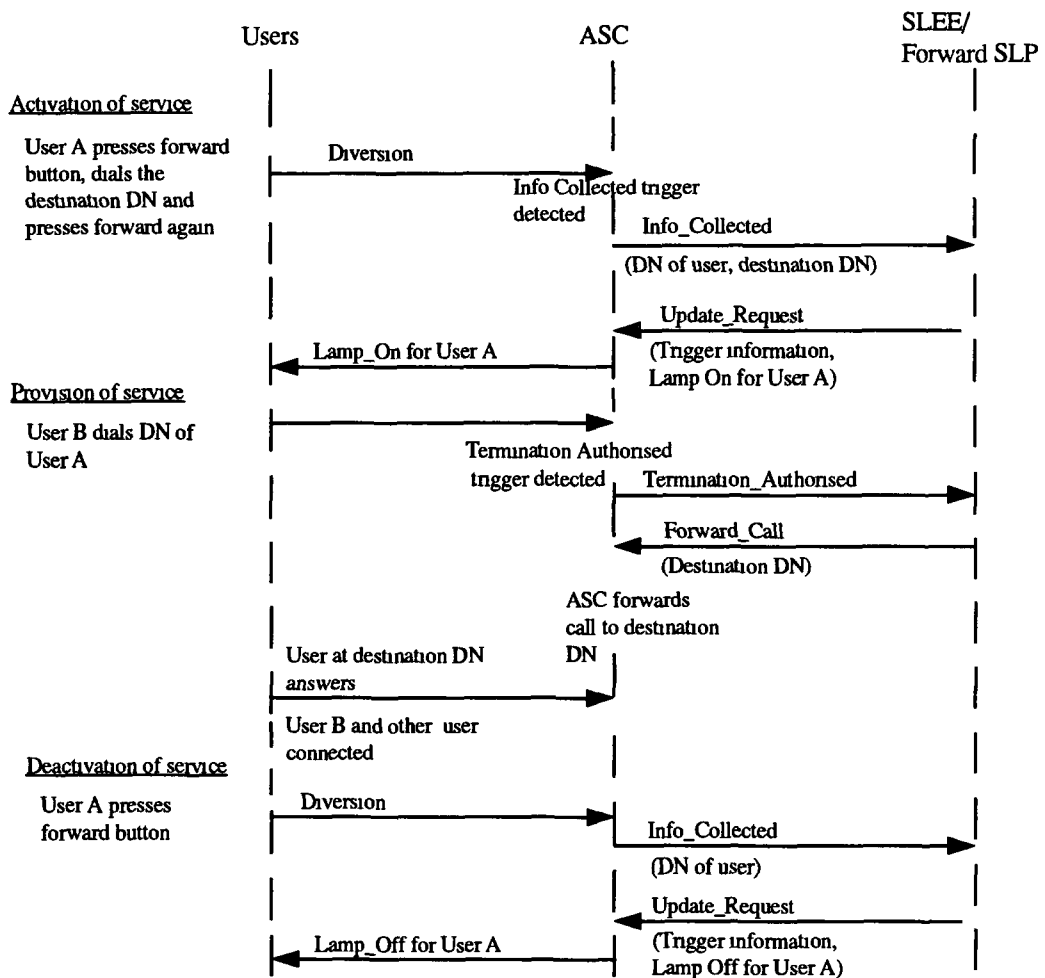 Users
ASC
SLEE/
Forward SLP
Activation of service
User A presses forward
button, dials the
destination DN and
presses forward again
Diversion
Info Collected trigger
detected
Info_Collected
(DN of user, destination DN)
Update_Request
(Trigger information,
Lamp On for User A)
Lamp_On for User A
Provision of service
User B dials DN of
User A
Termination Authorised
trigger detected
Termination_Authorised
Forward_Call
(Destination DN)
ASC forwards
call to destination
DN
User at destination DN
answers
User B and other user
connected
Deactivation of service
User A presses
forward button
Diversion
Info_Collected
(DN of user)
Update_Request
(Trigger information,
Lamp Off for User A)
Lamp_Off for User A